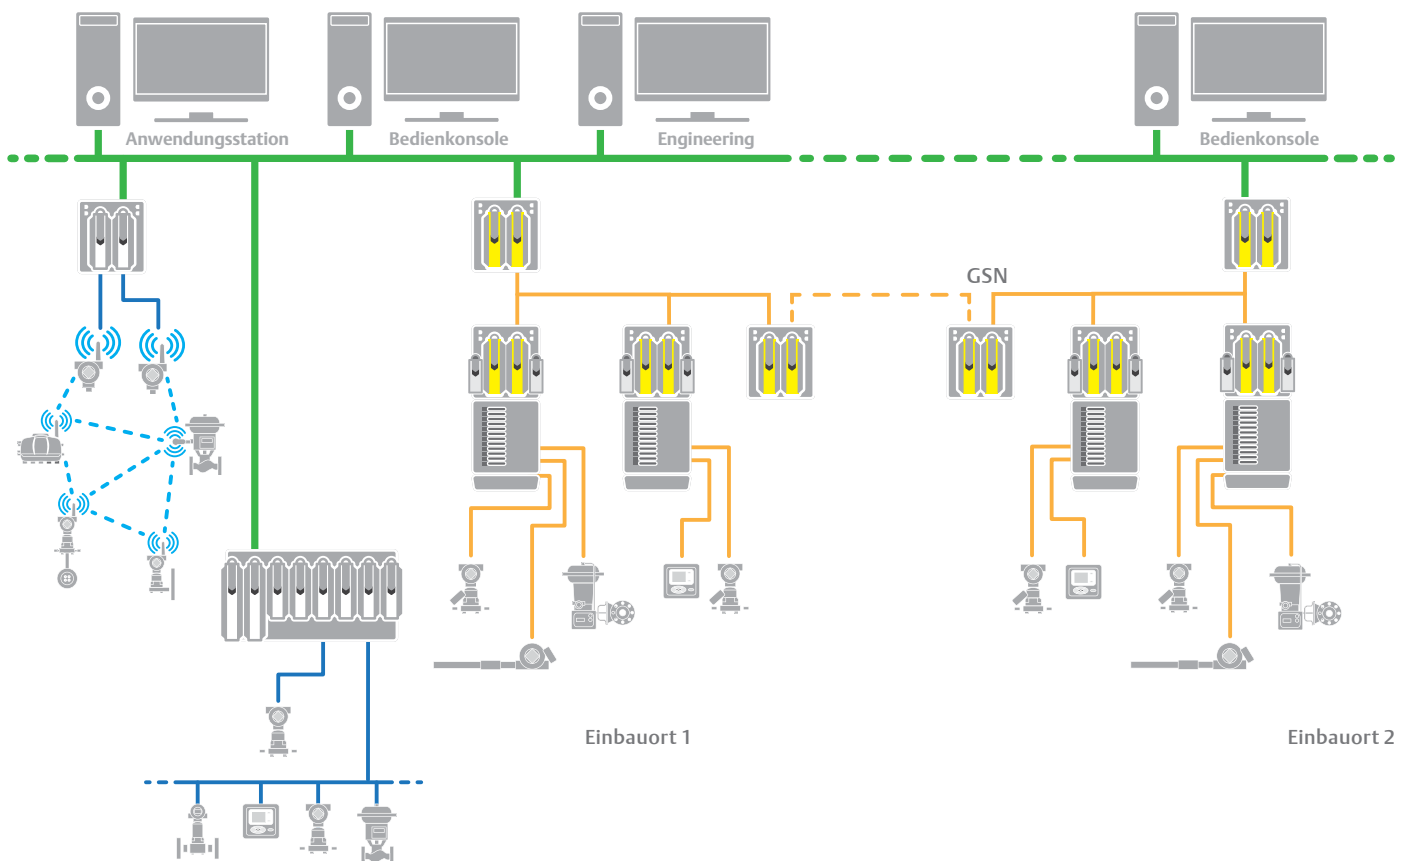 Anwendungsstation
Bedienkonsole
Engineering
Bedienkonsole
GSN
Einbauort 1
Einbauort 2